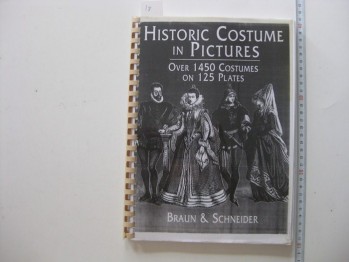 HISTORIC COSTUME
IN PICTURES
OVER 1450 COSTUMES
ON 125 PLATES
BRAUN & SCHNEIDER